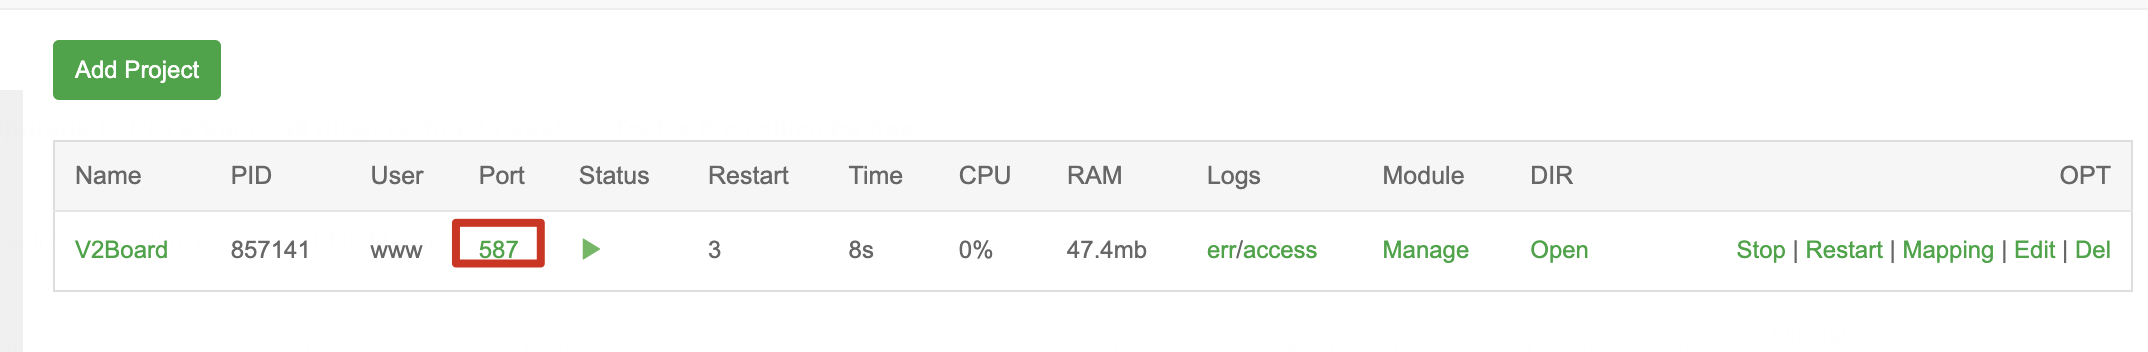 Add Project
Name PID User Port Status Restart Time CPU RAM Logs Module DIR OPT
V2Board 857141 www 587 3 8s 0% 47.4mb err/access Manage Open Stop | Restart | Mapping | Edit | Del